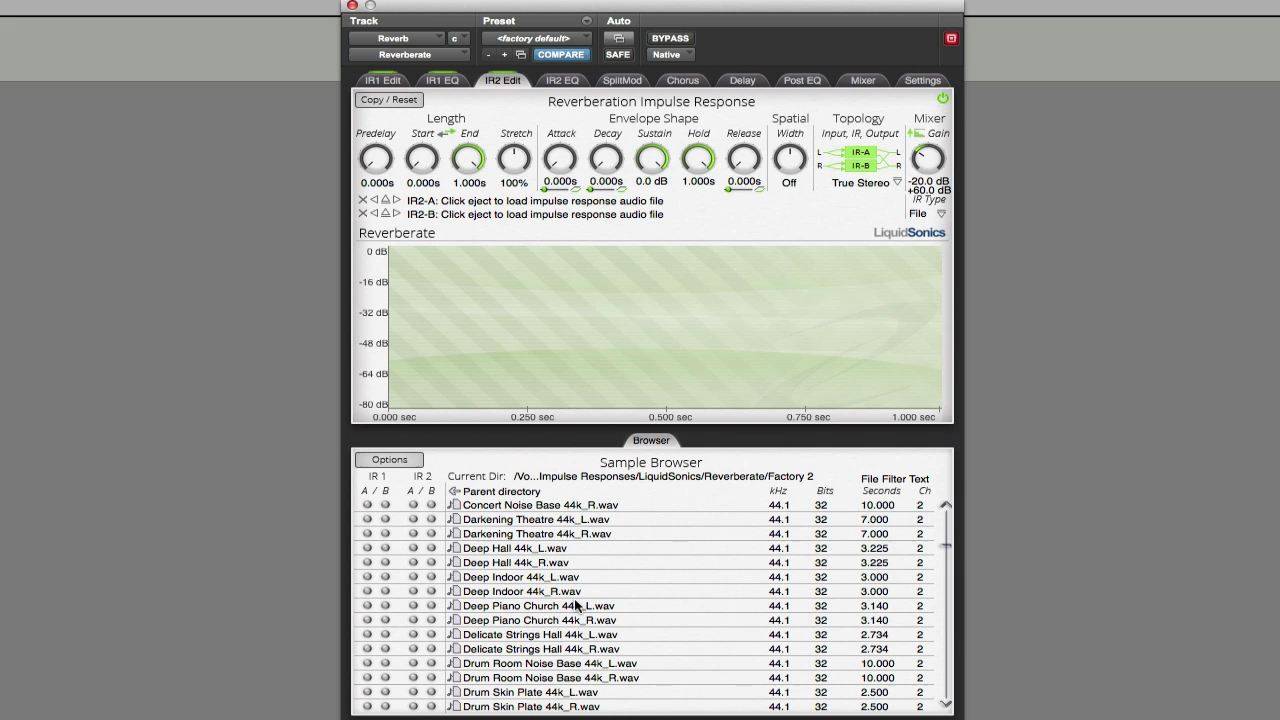 Track Preset Auto
Reverb c <factory default> BYPASS
Reverberate - + COMPARE SAFE Native
IR1 Edit IR1 EQ IR2 Edit IR2 EQ SplitMod Chorus Delay Post EQ Mixer Settings
Copy / Reset Reverberation Impulse Response
Length Envelope Shape Spatial Topology Mixer
Predelay Start End Stretch Attack Decay Sustain Hold Release Width Input, IR, Output Gain
L IR-A L
R IR-B R
0.000s 0.000s 1.000s 100% 0.000s 0.000s 0.0 dB 1.000s 0.000s Off True Stereo -20.0 dB
+60.0 dB
IR2-A: Click eject to load impulse response audio file IR Type
IR2-B: Click eject to load impulse response audio file File
Reverberate LiquidSonics
0 dB
-16 dB
-32 dB
-48 dB
-64 dB
-80 dB
0.000 sec 0.250 sec 0.500 sec 0.750 sec 1.000 sec
Browser
Options Sample Browser
IR 1 IR 2 Current Dir: /Vo...Impulse Responses/LiquidSonics/Reverberate/Factory 2 File Filter Text
A / B A / B Parent directory kHz Bits Seconds Ch
Concert Noise Base 44k_R.wav 44.1 32 10.000 2
Darkening Theatre 44k_L.wav 44.1 32 7.000 2
Darkening Theatre 44k_R.wav 44.1 32 7.000 2
Deep Hall 44k_L.wav 44.1 32 3.225 2
Deep Hall 44k_R.wav 44.1 32 3.225 2
Deep Indoor 44k_L.wav 44.1 32 3.000 2
Deep Indoor 44k_R.wav 44.1 32 3.000 2
Deep Piano Church 44k_L.wav 44.1 32 3.140 2
Deep Piano Church 44k_R.wav 44.1 32 3.140 2
Delicate Strings Hall 44k_L.wav 44.1 32 2.734 2
Delicate Strings Hall 44k_R.wav 44.1 32 2.734 2
Drum Room Noise Base 44k_L.wav 44.1 32 10.000 2
Drum Room Noise Base 44k_R.wav 44.1 32 10.000 2
Drum Skin Plate 44k_L.wav 44.1 32 2.500 2
Drum Skin Plate 44k_R.wav 44.1 32 2.500 2